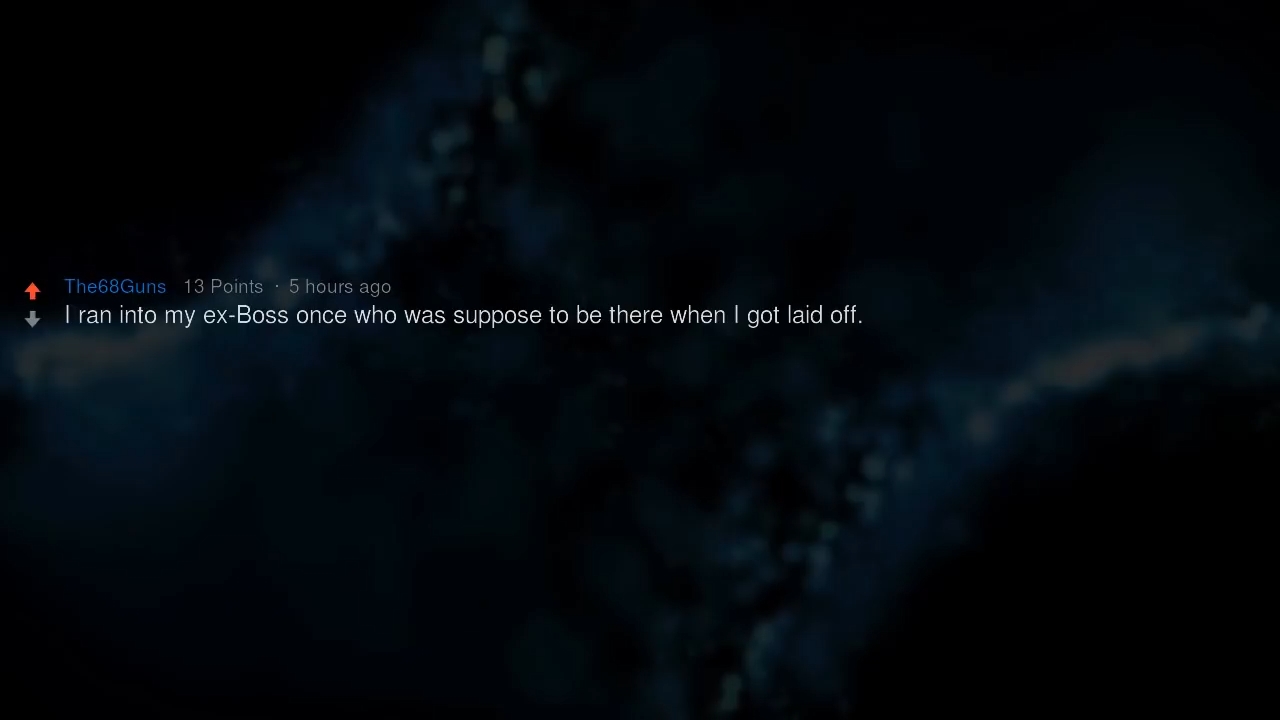 The68Guns 13 Points · 5 hours ago
I ran into my ex-Boss once who was suppose to be there when I got laid off.